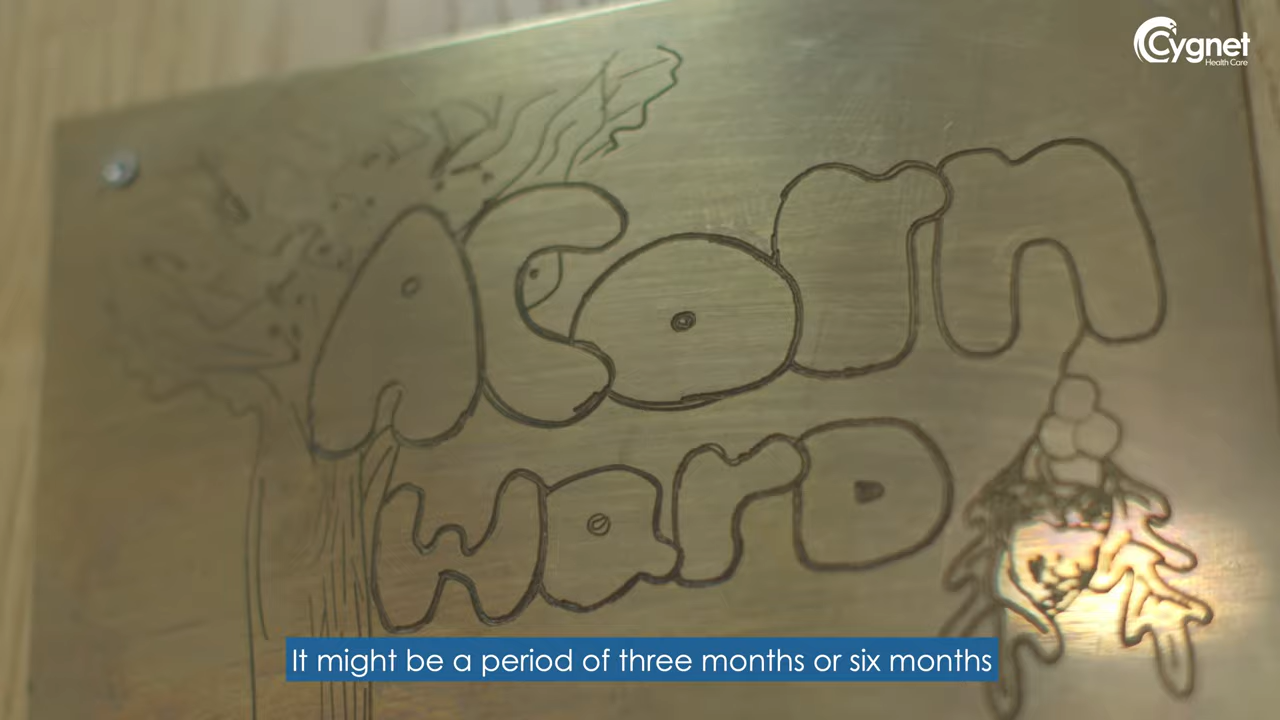 Cygnet
Health Care
Acorn
warD
It might be a period of three months or six months